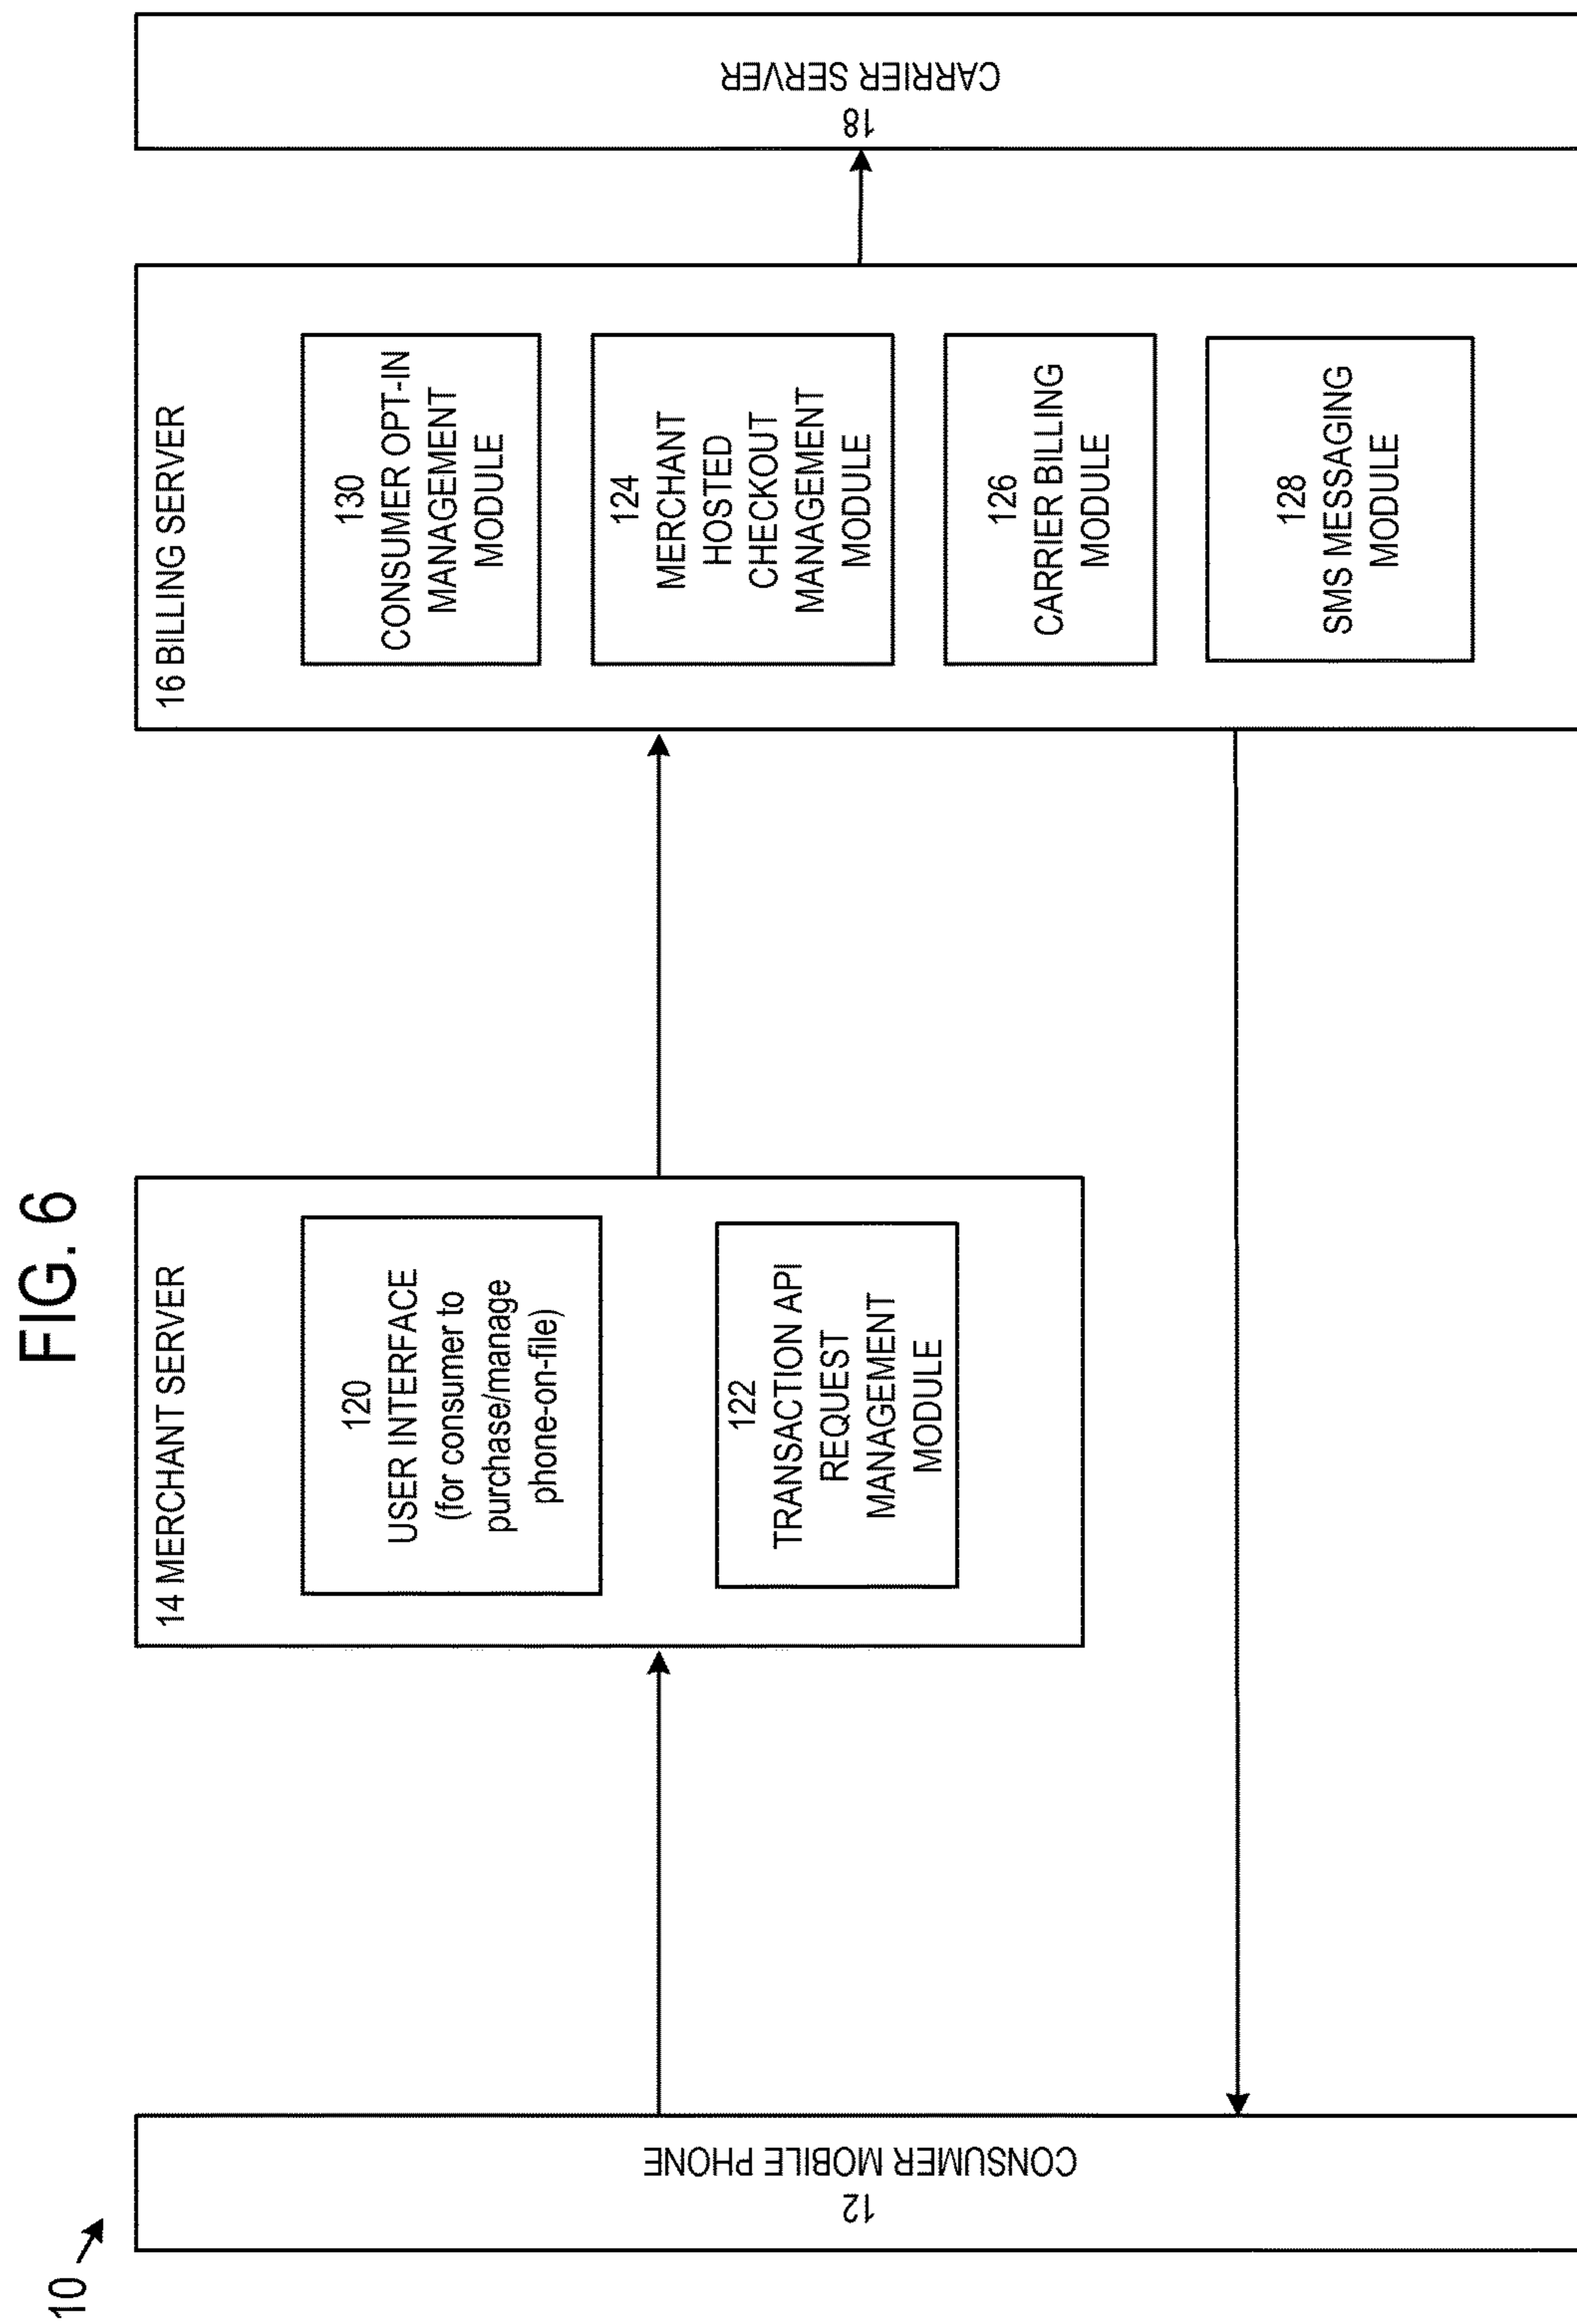 FIG. 6
10
12
CONSUMER MOBILE PHONE
14 MERCHANT SERVER
120
USER INTERFACE
(for consumer to
purchase/manage
phone-on-file)
122
TRANSACTION API
REQUEST
MANAGEMENT
MODULE
16 BILLING SERVER
130
CONSUMER OPT-IN
MANAGEMENT
MODULE
124
MERCHANT
HOSTED
CHECKOUT
MANAGEMENT
MODULE
126
CARRIER BILLING
MODULE
128
SMS MESSAGING
MODULE
18
CARRIER SERVER